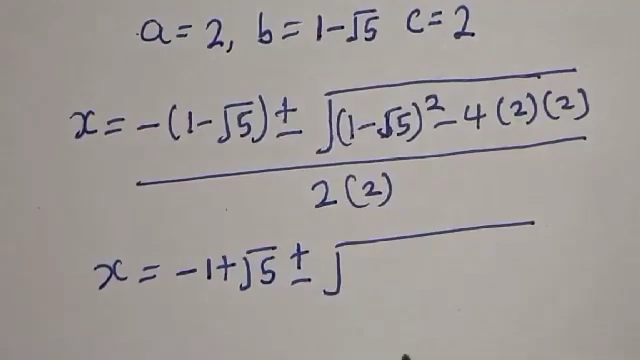 a = 2, b = 1-√5 c = 2
x = -(1-√5) ± √(1-√5)² - 4(2)(2)
2(2)
x = -1+√5 ± √